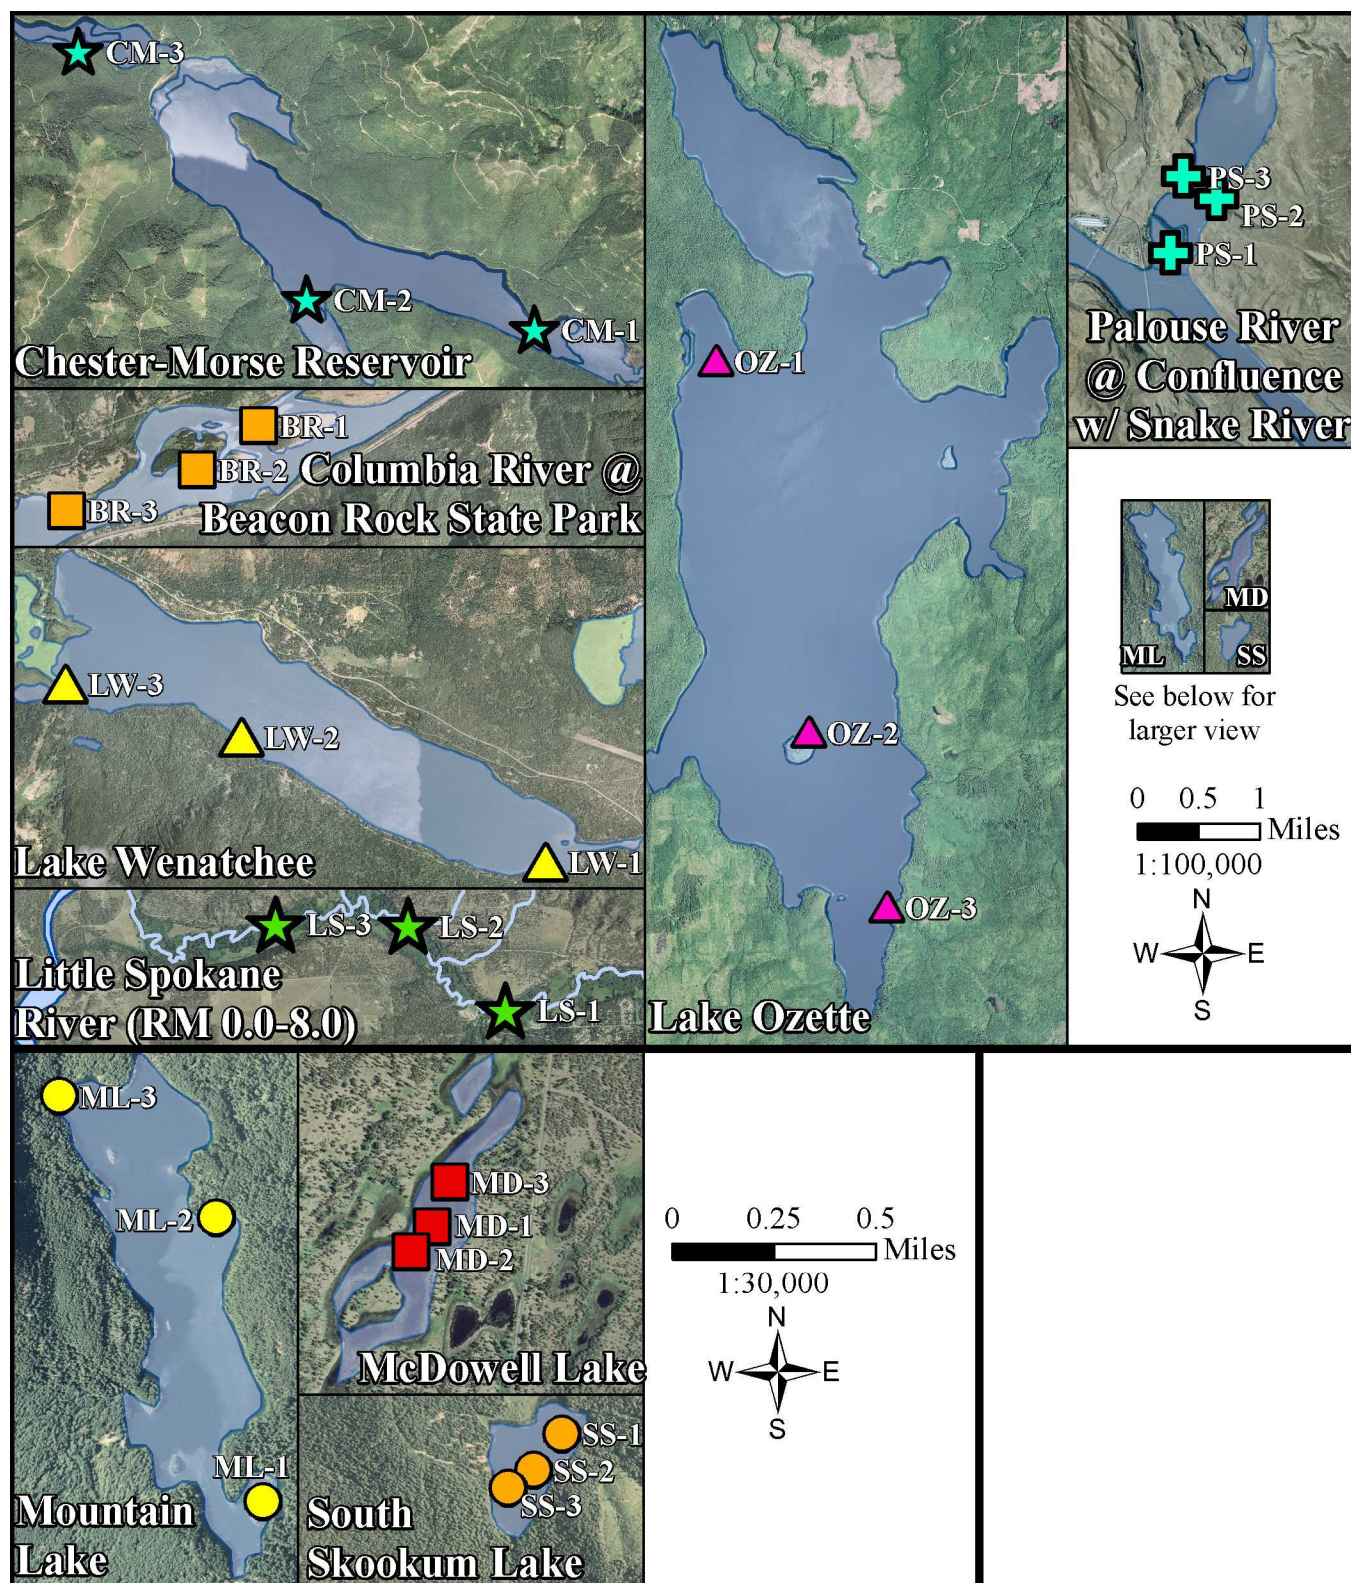 CM-3
CM-2
CM-1
Chester-Morse Reservoir
BR-1
BR-2
BR-3
Columbia River @
Beacon Rock State Park
LW-3
LW-2
LW-1
Lake Wenatchee
LS-3
LS-2
LS-1
Little Spokane
River (RM 0.0-8.0)
OZ-1
OZ-2
OZ-3
Lake Ozette
PS-3
PS-2
PS-1
Palouse River
@ Confluence
w/ Snake River
MD
ML
SS
See below for
larger view
0 0.5 1
Miles
1:100,000
N
W E
S
ML-3
ML-2
ML-1
Mountain
Lake
MD-3
MD-1
MD-2
McDowell Lake
SS-1
SS-2
SS-3
South
Skookum Lake
0 0.25 0.5
Miles
1:30,000
N
W E
S